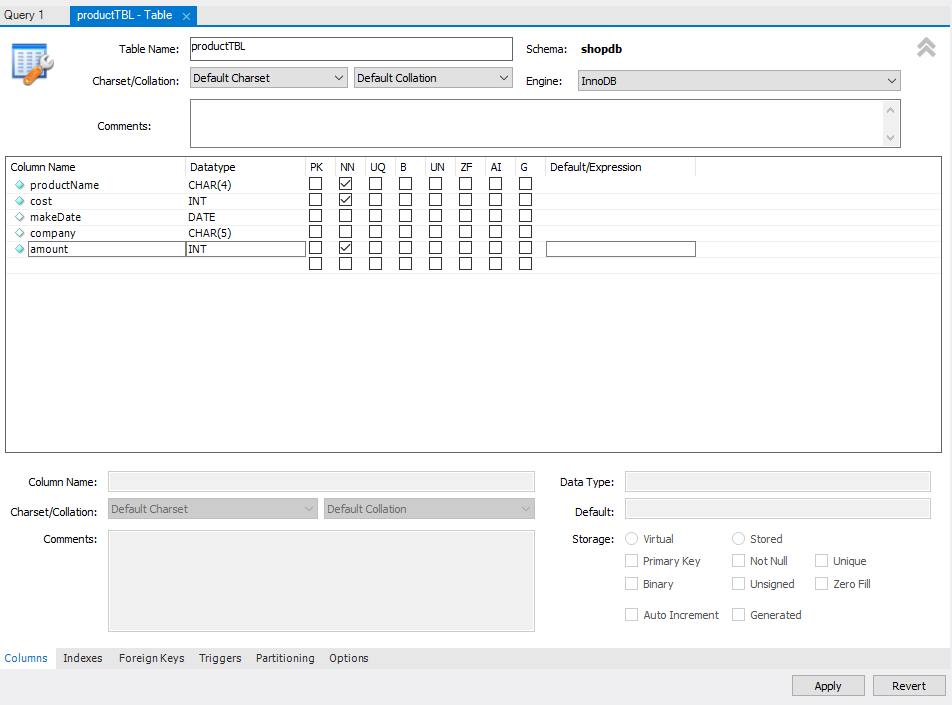 Query 1 productTBL - Table ×
Table Name: productTBL Schema: shopdb
Charset/Collation: Default Charset Default Collation Engine: InnoDB
Comments:
Column Name Datatype PK NN UQ B UN ZF AI G Default/Expression
productName CHAR(4)
cost INT
makeDate DATE
company CHAR(5)
amount INT
Column Name: Data Type:
Charset/Collation: Default Charset Default Collation Default:
Comments: Storage: Virtual Stored
Primary Key Not Null Unique
Binary Unsigned Zero Fill
Auto Increment Generated
Columns Indexes Foreign Keys Triggers Partitioning Options
Apply Revert